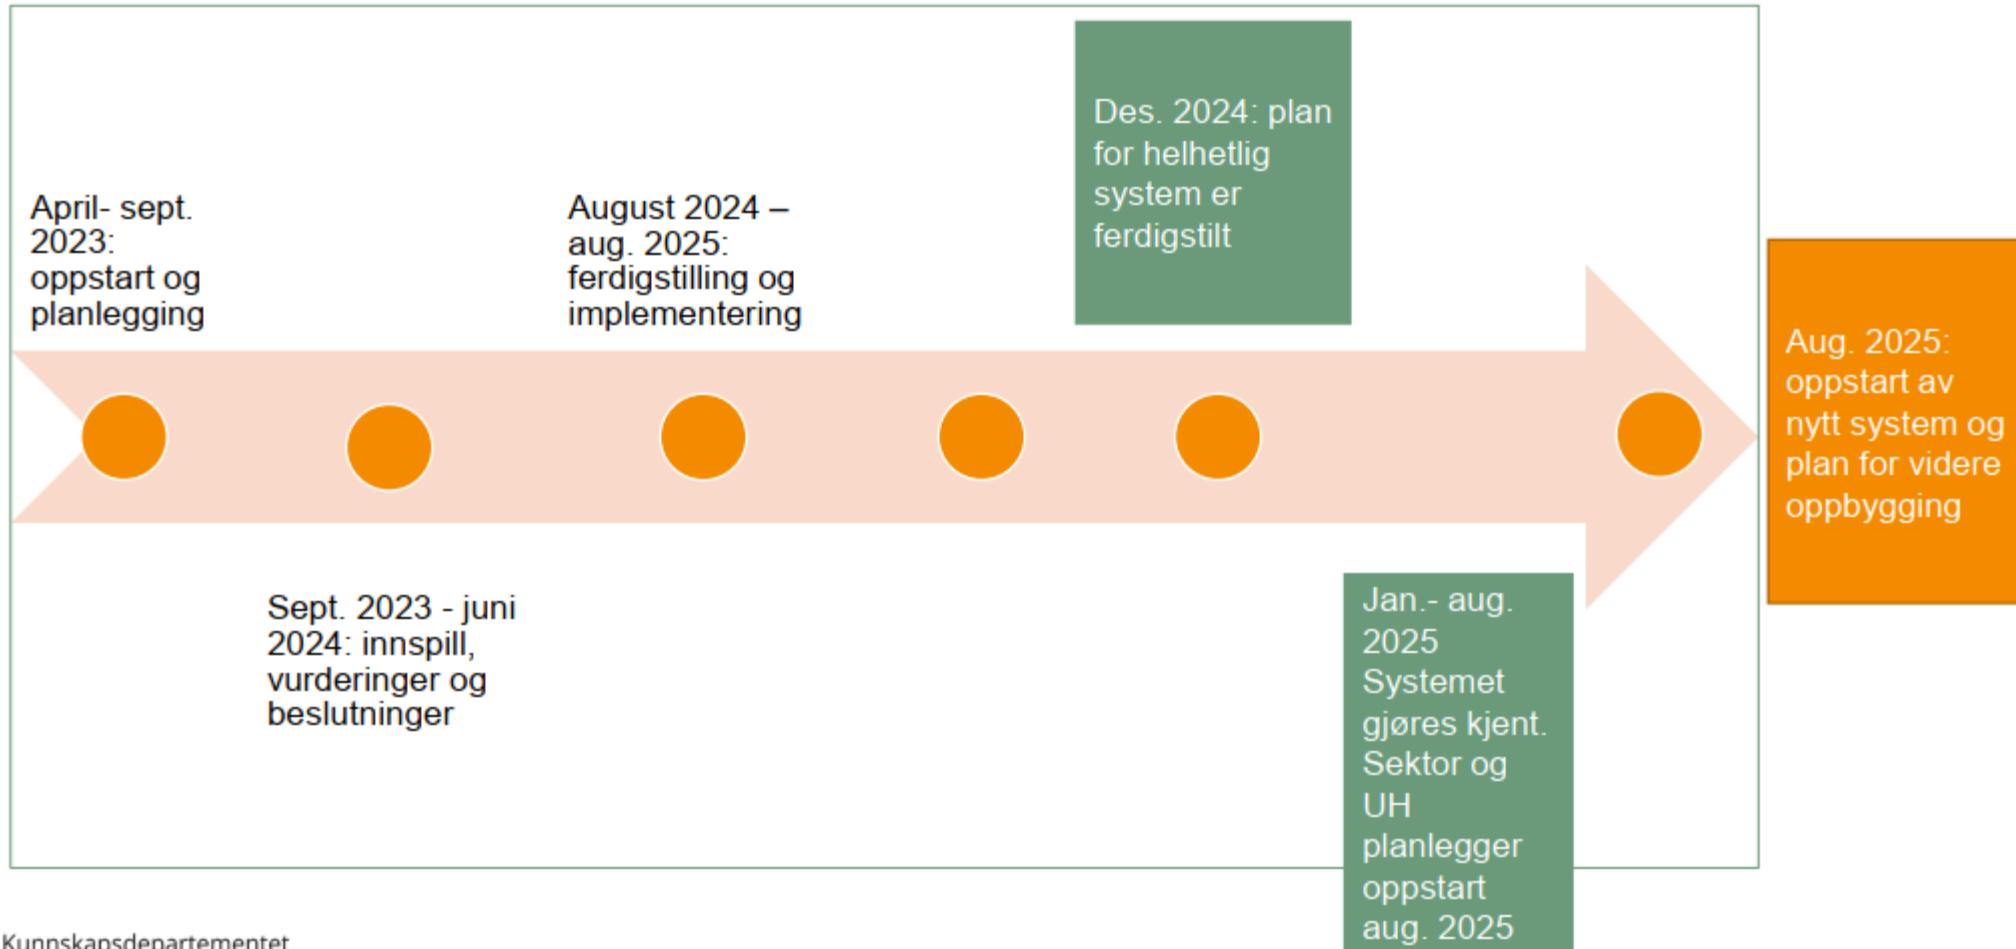 April- sept.
2023:
oppstart og
planlegging
Sept. 2023 - juni
2024: innspill,
vurderinger og
beslutninger
August 2024 –
aug. 2025:
ferdigstilling og
implementering
Des. 2024: plan
for helhetlig
system er
ferdigstilt
Jan.- aug.
2025
Systemet
gjøres kjent.
Sektor og
UH
planlegger
oppstart
aug. 2025
Aug. 2025:
oppstart av
nytt system og
plan for videre
oppbygging
Kunnskapsdepartementet